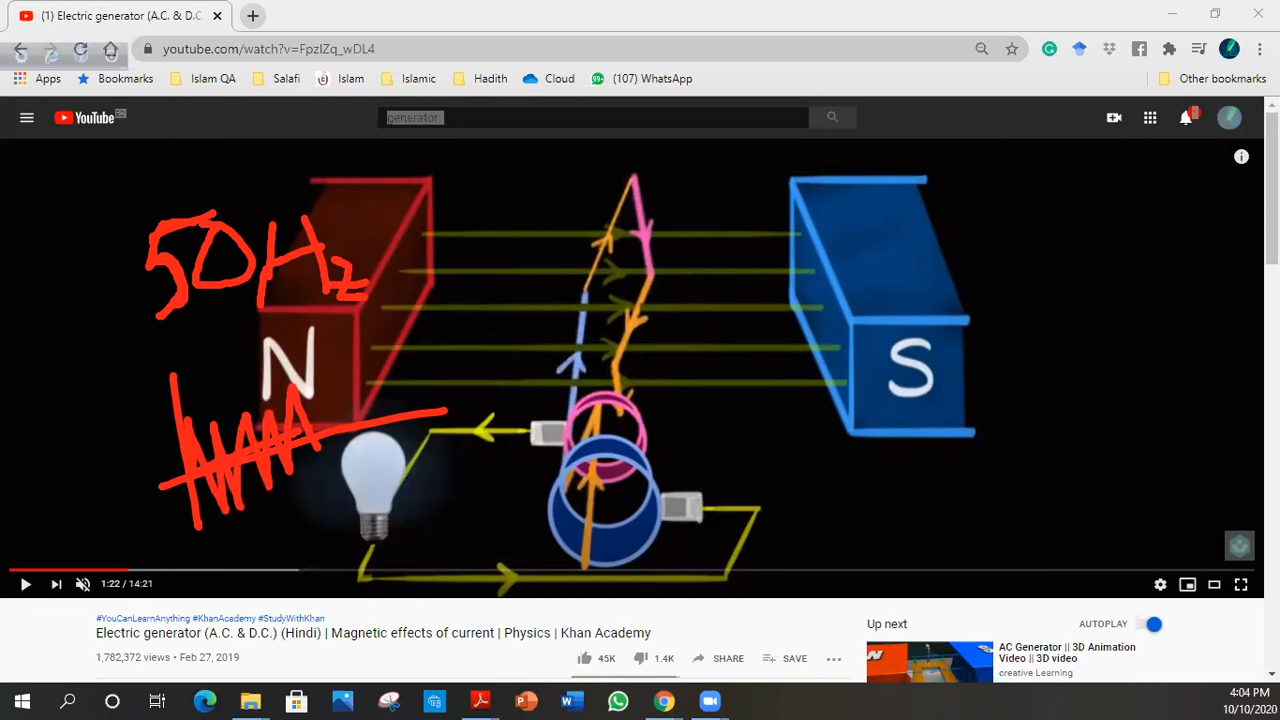 (1) Electric generator (A.C. & D.C.
youtube.com/watch?v=FpzIZq_wDL4
Apps Bookmarks Islam QA Salafi Islam Islamic Hadith Cloud 99+ (107) WhatsApp Other bookmarks
YouTube generator
50Hz
N
S
1:22 / 14:21
#YouCanLearnAnything #KhanAcademy #StudyWithKhan
Electric generator (A.C. & D.C.) (Hindi) | Magnetic effects of current | Physics | Khan Academy
1,782,372 views • Feb 27, 2019
45K 1.4K SHARE SAVE
Up next AUTOPLAY
AC Generator || 3D Animation
Video || 3D video
creative Learning
4:04 PM
10/10/2020